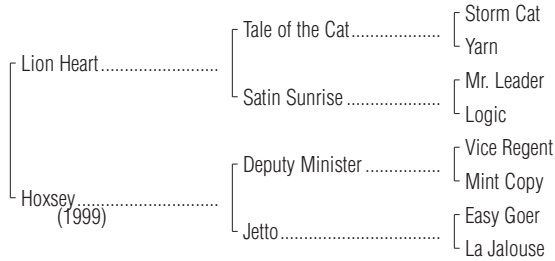 Storm Cat
Tale of the Cat....................
Yarn
Lion Heart...........................
Mr. Leader
Satin Sunrise .....................
Logic
Vice Regent
Deputy Minister .................
Mint Copy
Hoxsey................................
(1999)
Easy Goer
Jetto....................................
La Jalouse